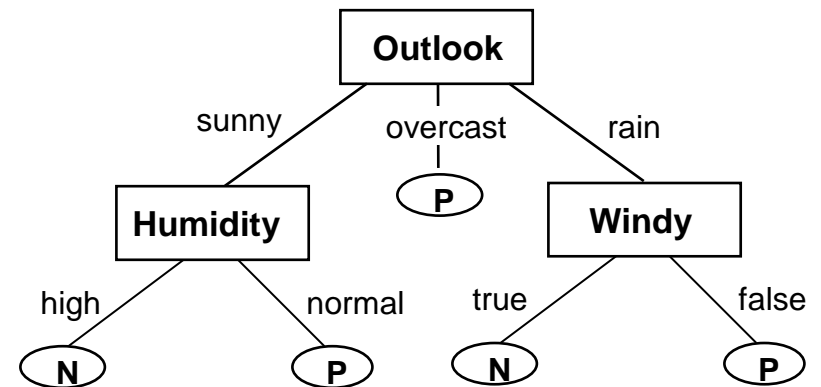 Outlook
sunny overcast rain
P
Humidity Windy
high normal true false
N P N P